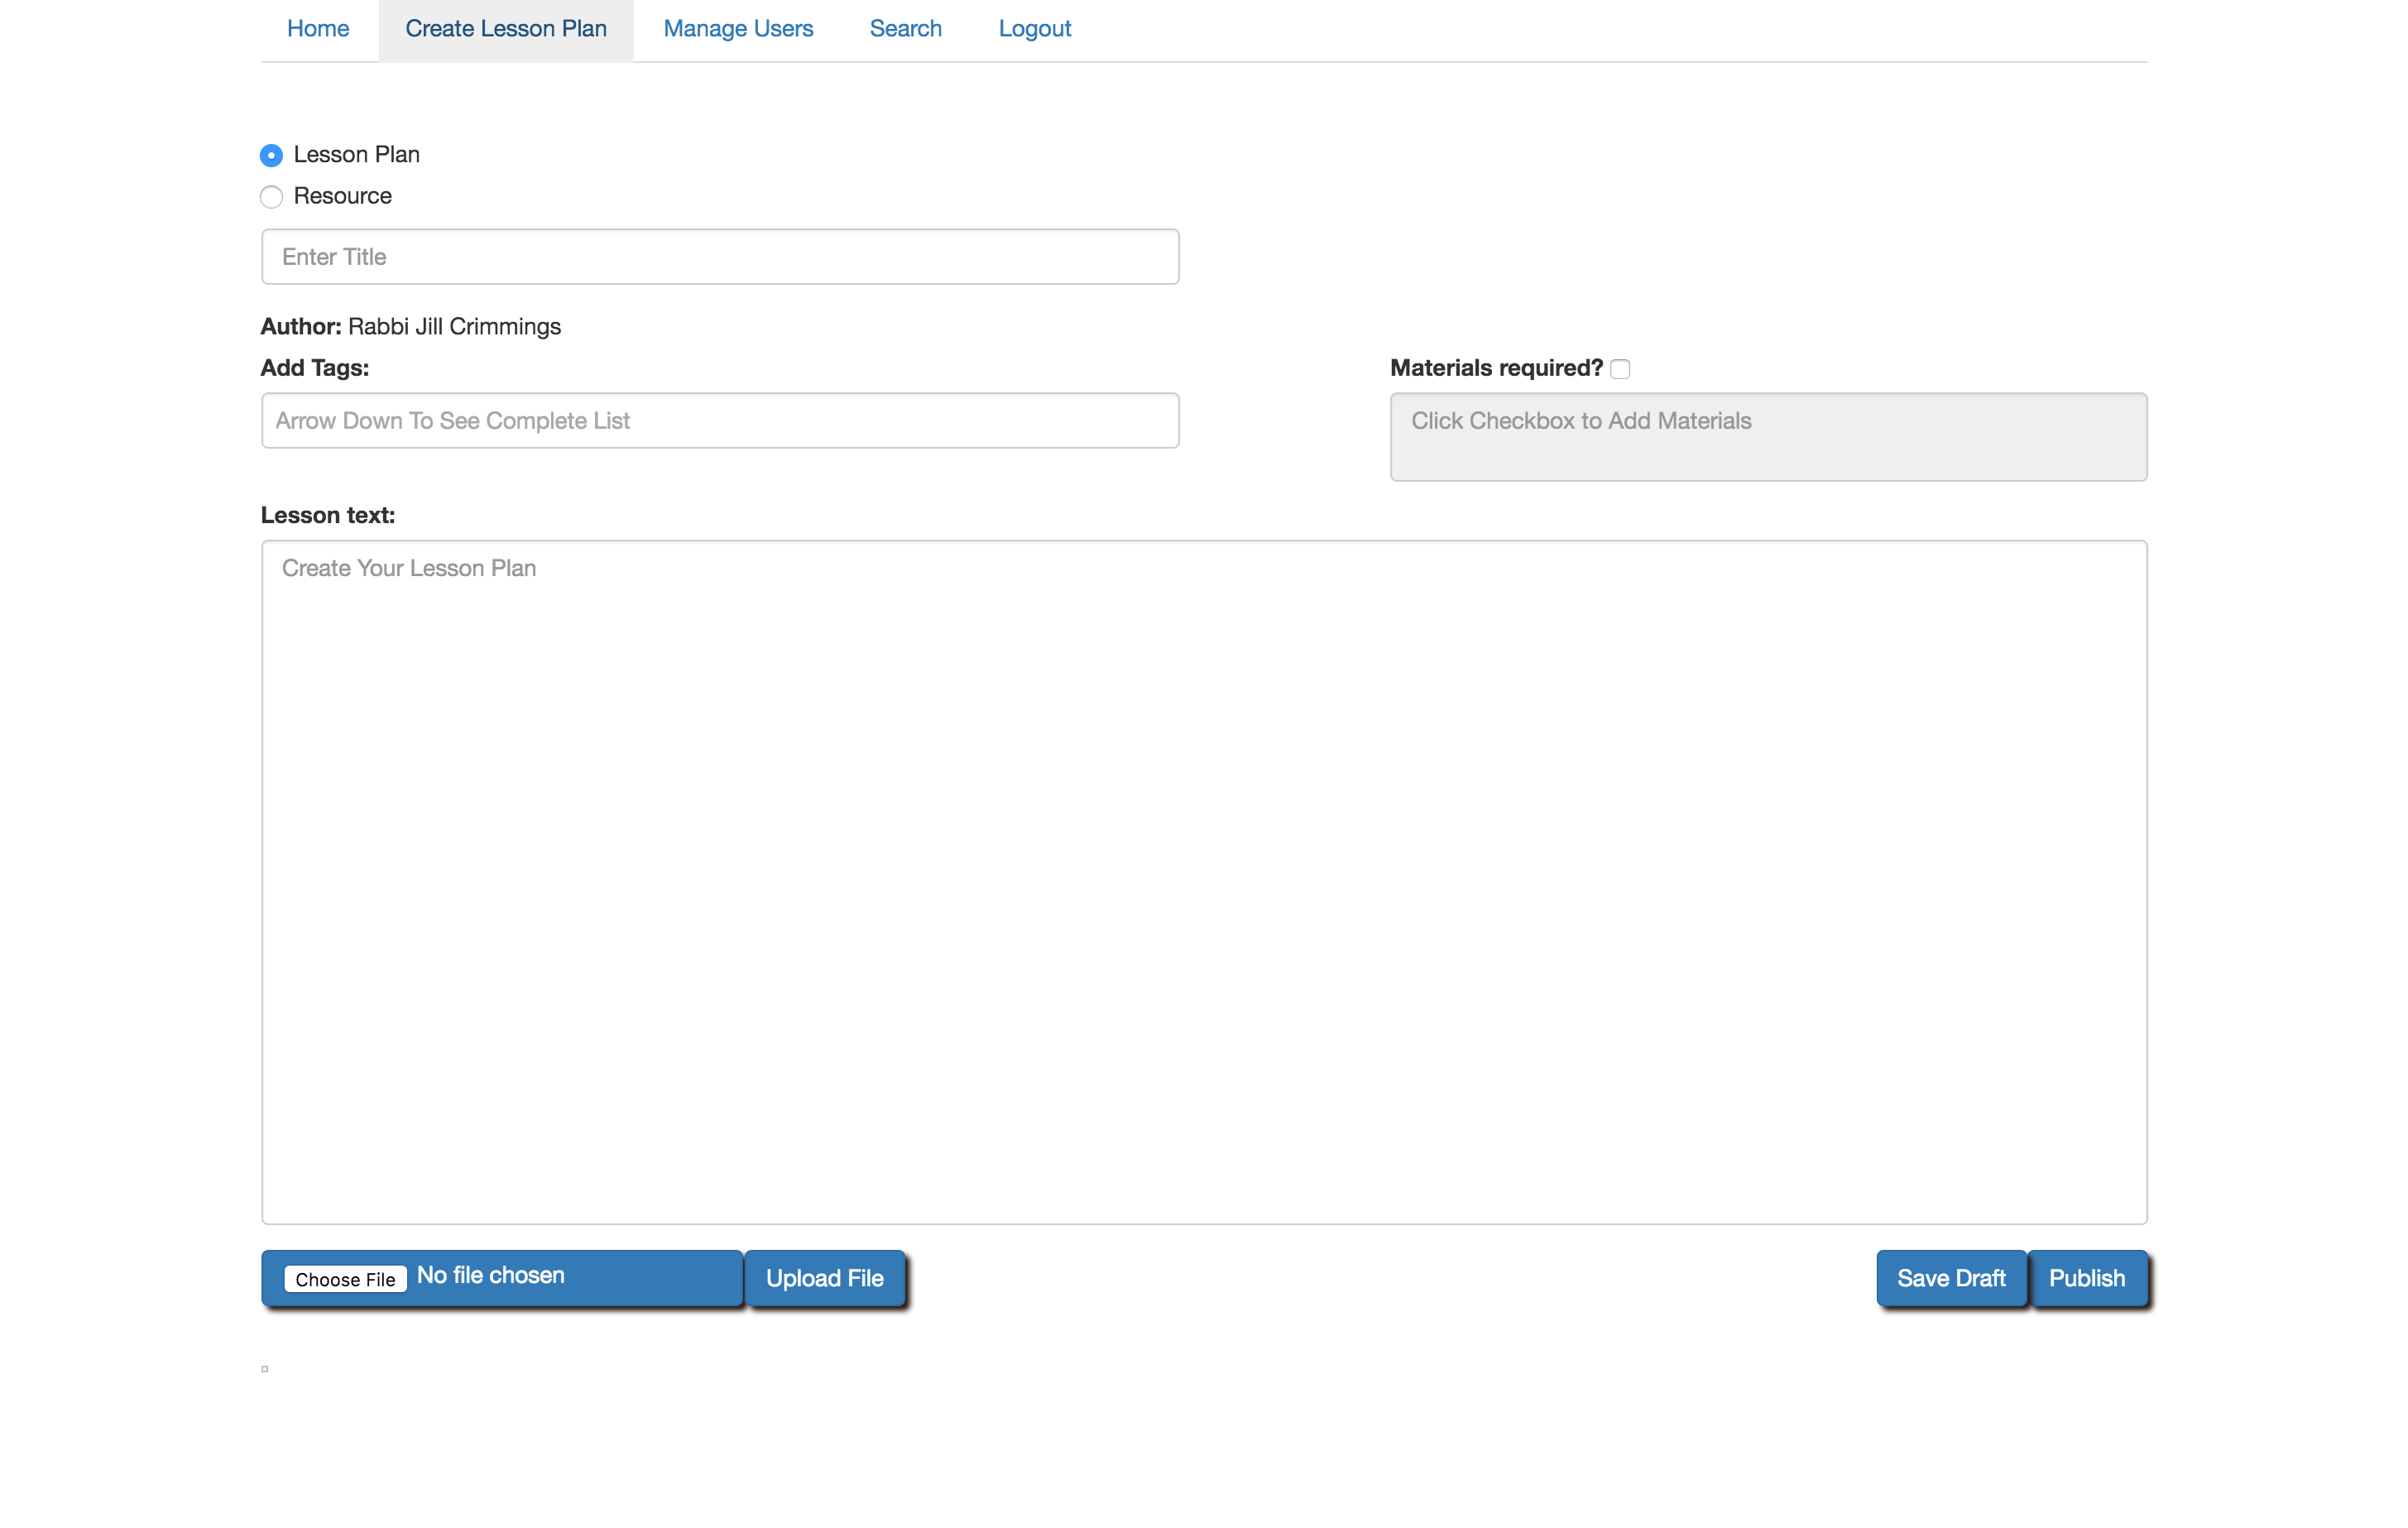 Home Create Lesson Plan Manage Users Search Logout
Lesson Plan
Resource
Enter Title
Author: Rabbi Jill Crimmings
Add Tags:
Arrow Down To See Complete List
Materials required?
Click Checkbox to Add Materials
Lesson text:
Create Your Lesson Plan
Choose File No file chosen Upload File Save Draft Publish